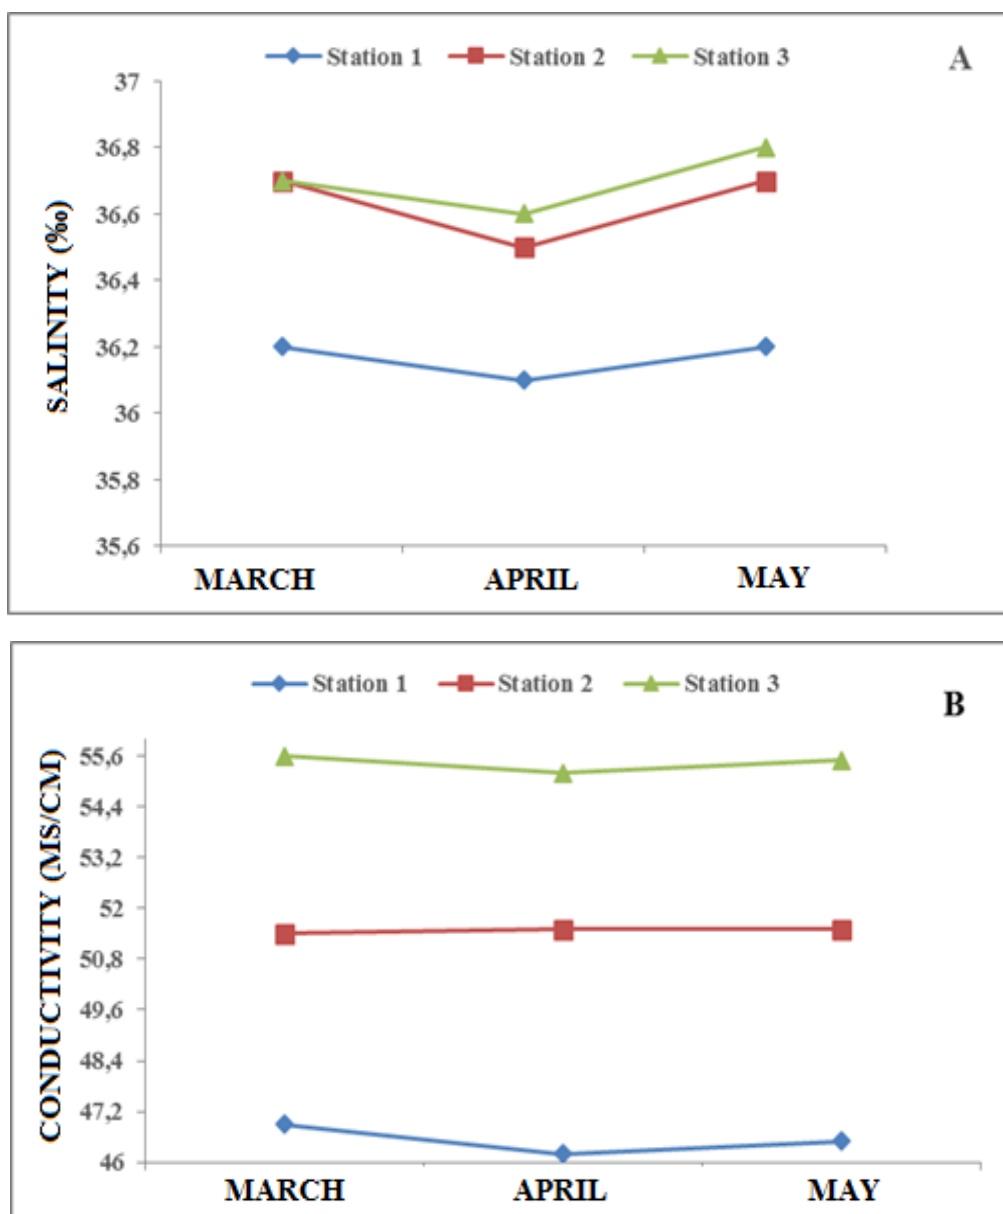 Station 1 Station 2 Station 3
A
37
36,8
36,6
36,4
36,2
36
35,8
35,6
SALINITY (‰)
MARCH APRIL MAY
Station 1 Station 2 Station 3
B
55,6
54,4
53,2
52
50,8
49,6
48,4
47,2
46
CONDUCTIVITY (MS/CM)
MARCH APRIL MAY